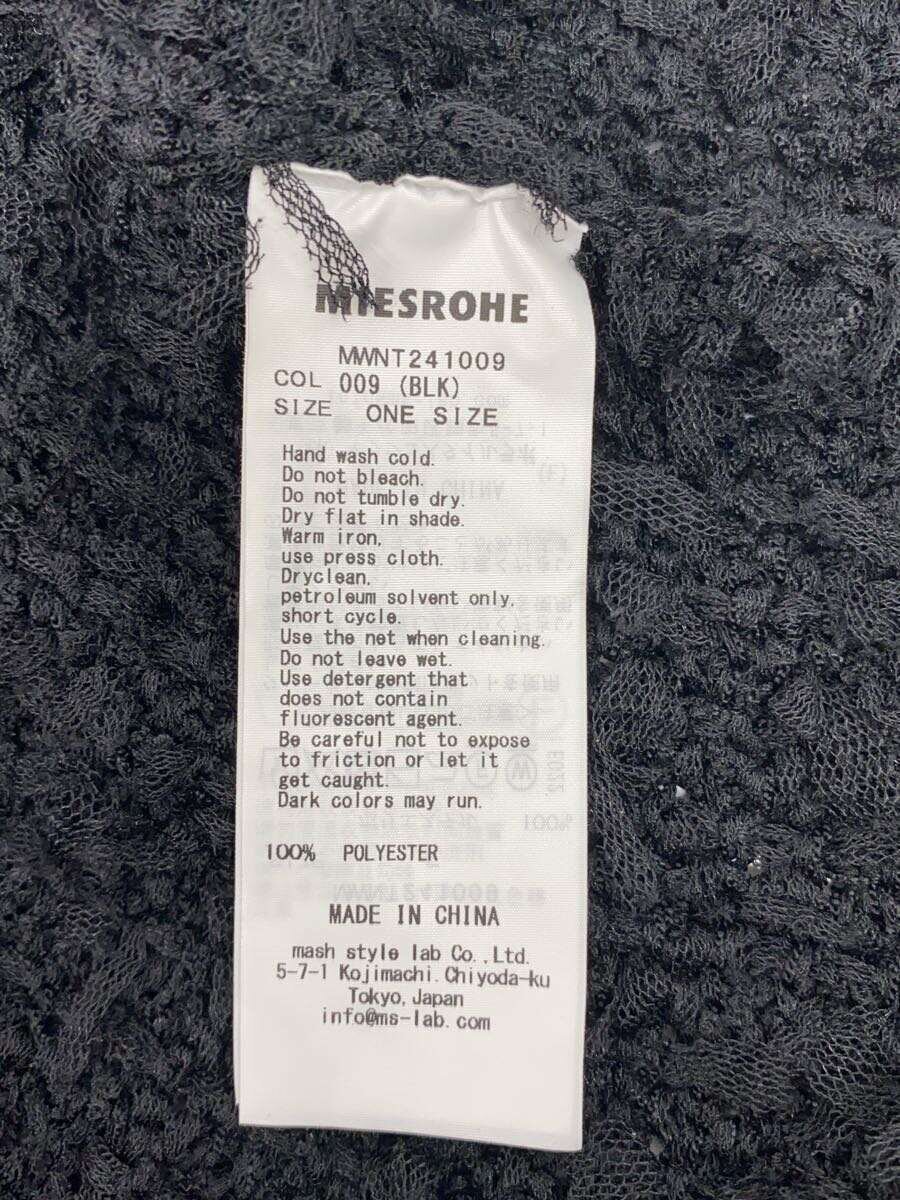 MIESROHE
MWNT241009
COL 009 (BLK)
SIZE ONE SIZE
Hand wash cold.
Do not bleach.
Do not tumble dry.
Dry flat in shade.
Warm iron,
use press cloth.
Dryclean,
petroleum solvent only,
short cycle.
Use the net when cleaning.
Do not leave wet.
Use detergent that
does not contain
fluorescent agent.
Be careful not to expose
to friction or let it
get caught.
Dark colors may run.
100% POLYESTER
MADE IN CHINA
mash style lab Co.,Ltd.
5-7-1 Kojimachi.Chiyoda-ku
Tokyo, Japan
info@ms-lab.com